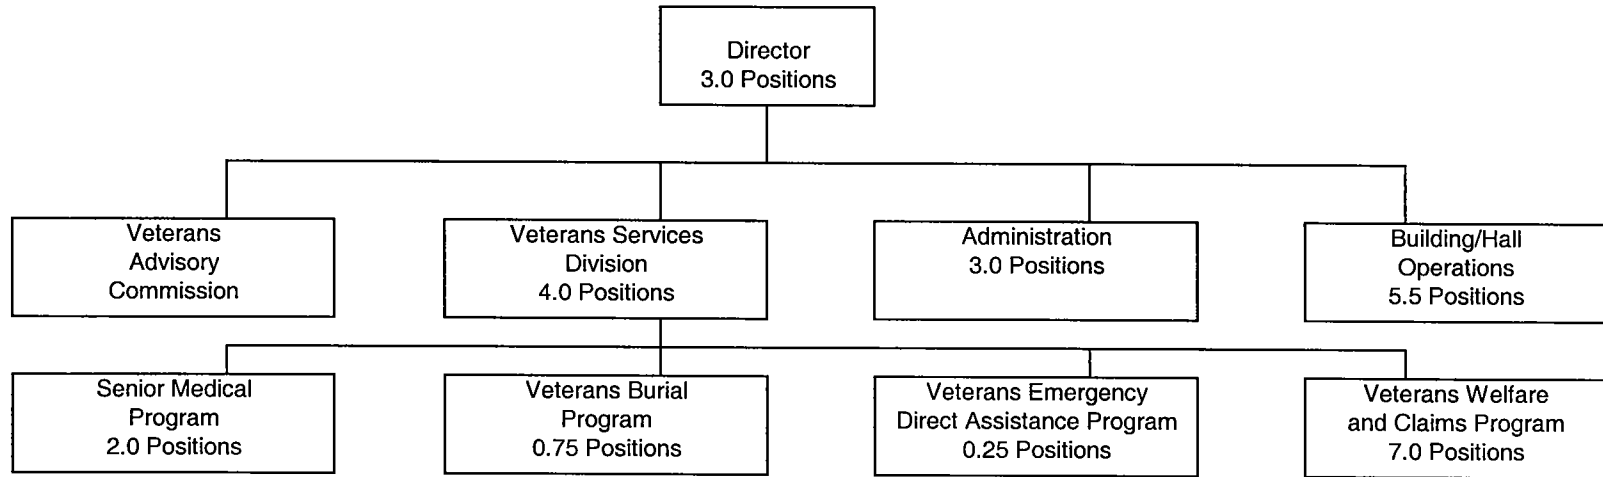 Director
3.0 Positions
Veterans
Advisory
Commission
Veterans Services
Division
4.0 Positions
Administration
3.0 Positions
Building/Hall
Operations
5.5 Positions
Senior Medical
Program
2.0 Positions
Veterans Burial
Program
0.75 Positions
Veterans Emergency
Direct Assistance Program
0.25 Positions
Veterans Welfare
and Claims Program
7.0 Positions